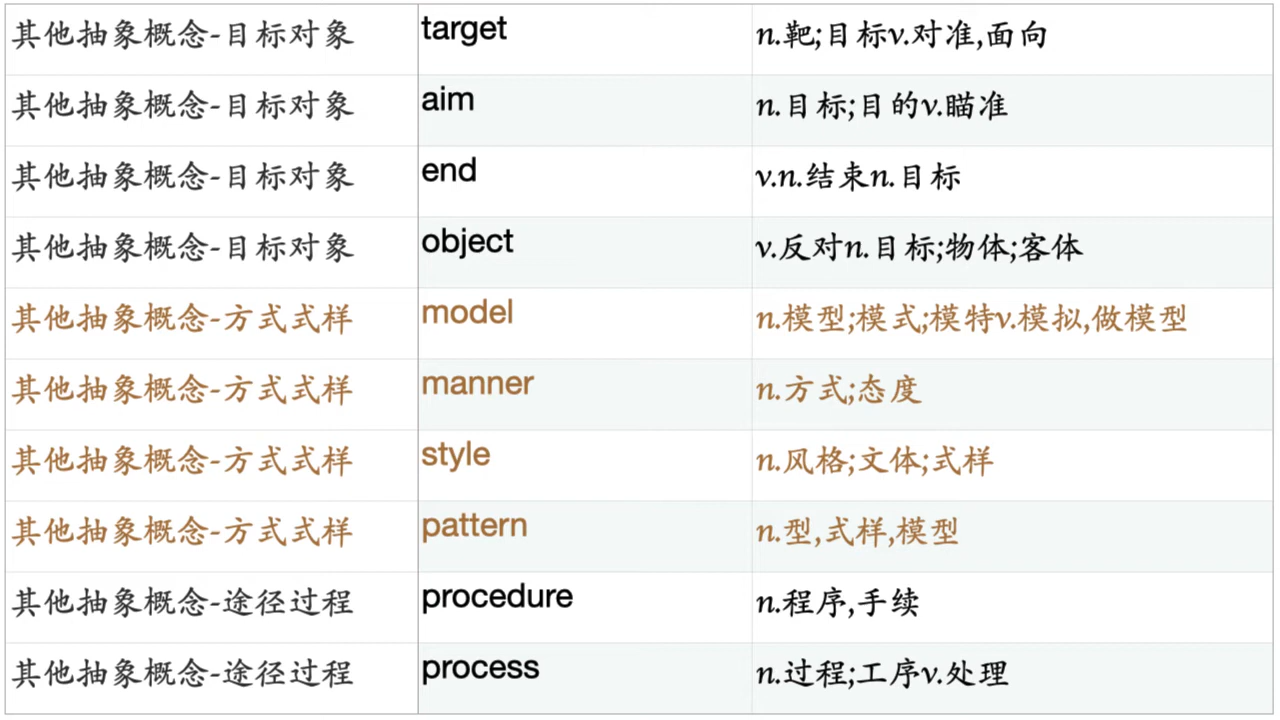 其他抽象概念-目标对象 target n.靶;目标v.对准,面向
其他抽象概念-目标对象 aim n.目标;目的v.瞄准
其他抽象概念-目标对象 end v.n.结束n.目标
其他抽象概念-目标对象 object v.反对n.目标;物体;客体
其他抽象概念-方式式样 model n.模型;模式;模特v.模拟,做模型
其他抽象概念-方式式样 manner n.方式;态度
其他抽象概念-方式式样 style n.风格;文体;式样
其他抽象概念-方式式样 pattern n.型,式样,模型
其他抽象概念-途径过程 procedure n.程序,手续
其他抽象概念-途径过程 process n.过程;工序v.处理